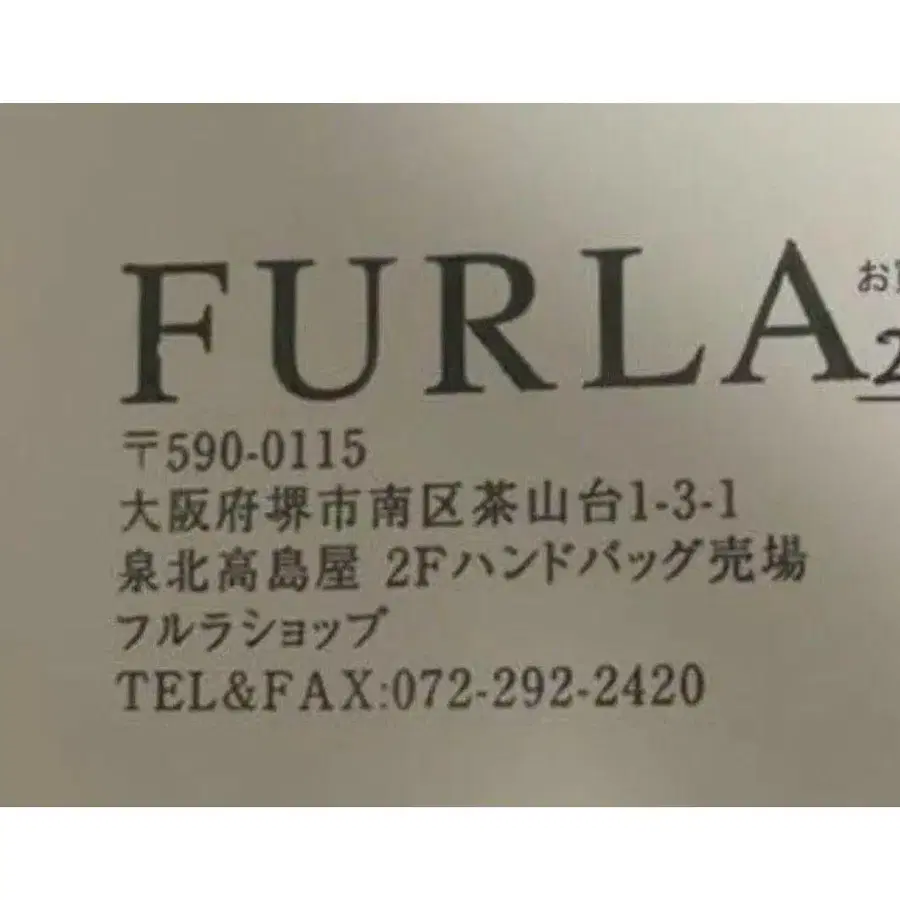 FURLA
〒590-0115
大阪府堺市南区茶山台1-3-1
泉北高島屋 2Fハンドバッグ売場
フルラショップ
TEL&FAX:072-292-2420